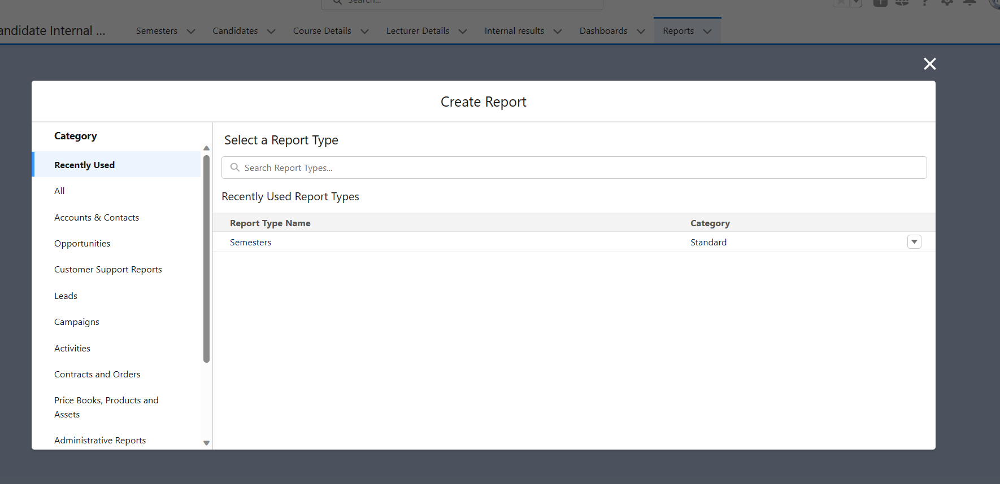 Search...
andidate Internal ...
Semesters
Candidates
Course Details
Lecturer Details
Internal results
Dashboards
Reports
Create Report
Category
Recently Used
All
Accounts & Contacts
Opportunities
Customer Support Reports
Leads
Campaigns
Activities
Contracts and Orders
Price Books, Products and
Assets
Administrative Reports
Select a Report Type
Search Report Types...
Recently Used Report Types
Report Type Name Category
Semesters Standard